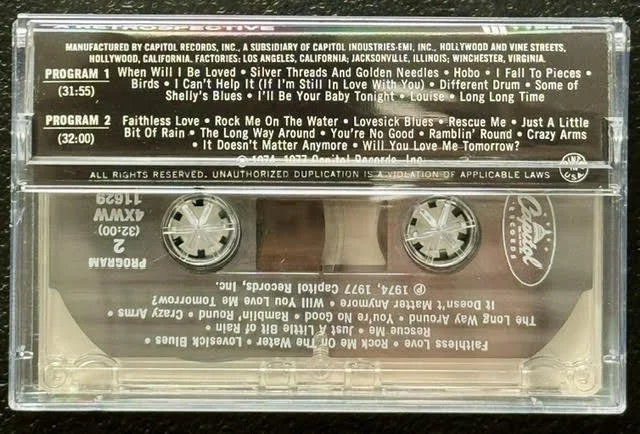 A RETROSPECTIVE
MANUFACTURED BY CAPITOL RECORDS, INC., A SUBSIDIARY OF CAPITOL INDUSTRIES-EMI, INC., HOLLYWOOD AND VINE STREETS,
HOLLYWOOD, CALIFORNIA. FACTORIES: LOS ANGELES, CALIFORNIA; JACKSONVILLE, ILLINOIS; WINCHESTER, VIRGINIA.
PROGRAM 1 When Will I Be Loved • Silver Threads And Golden Needles • Hobo • I Fall To Pieces •
(31:55) Birds • I Can't Help It (If I'm Still In Love With You) • Different Drum • Some of
Shelly's Blues • I'll Be Your Baby Tonight • Louise • Long Long Time
PROGRAM 2 Faithless Love • Rock Me On The Water • Lovesick Blues • Rescue Me • Just A Little
(32:00) Bit Of Rain • The Long Way Around • You're No Good • Ramblin' Round • Crazy Arms
• It Doesn't Matter Anymore • Will You Love Me Tomorrow?
℗ 1974, 1977 Capitol Records, Inc.
ALL RIGHTS RESERVED. UNAUTHORIZED DUPLICATION IS A VIOLATION OF APPLICABLE LAWS
Faithless Love • Rock Me On The Water • Lovesick Blues •
Rescue Me • Just A Little Bit of Rain •
The Long Way Around • You're No Good • Ramblin' Round • Crazy Arms •
It Doesn't Matter Anymore • Will You Love Me Tomorrow?
℗ 1974, 1977 Capitol Records, Inc.
PROGRAM
2
(32:00)
4XWW
11629
Capitol
RECORDS